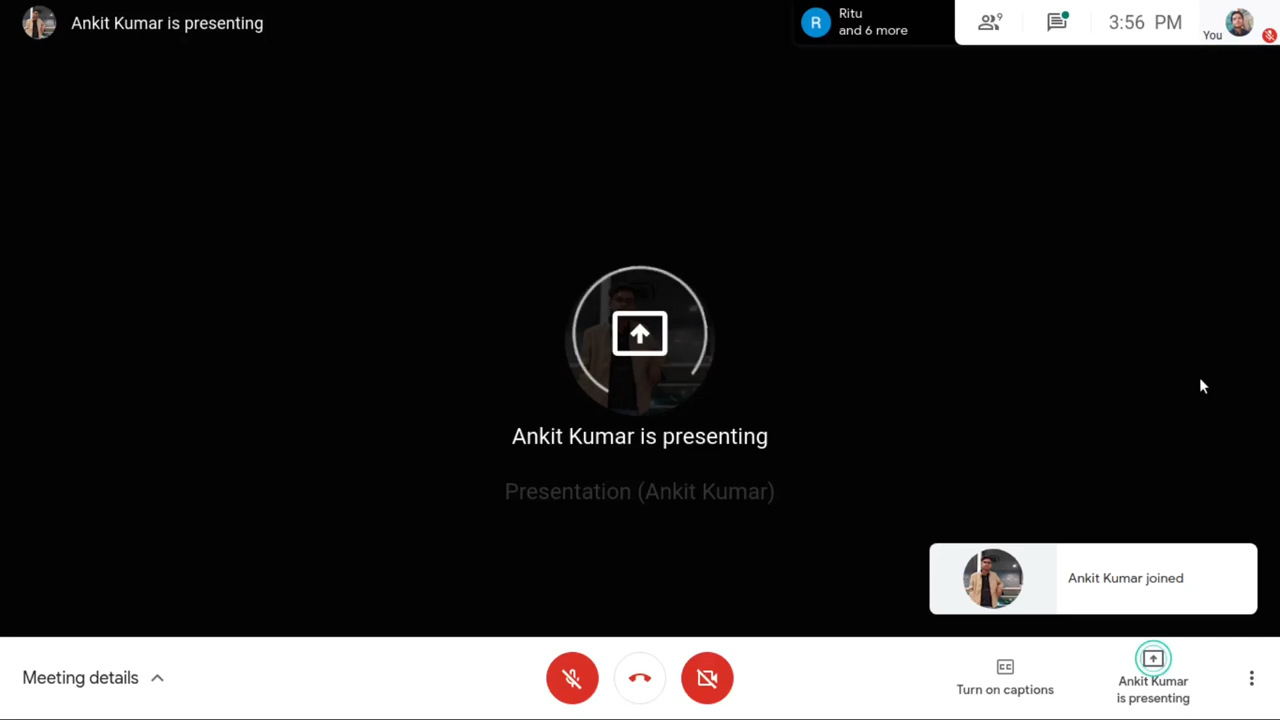 Ankit Kumar is presenting
R
Ritu
and 6 more
9
3:56 PM
You
Ankit Kumar is presenting
Presentation (Ankit Kumar)
Ankit Kumar joined
Meeting details
CC
Turn on captions
Ankit Kumar
is presenting